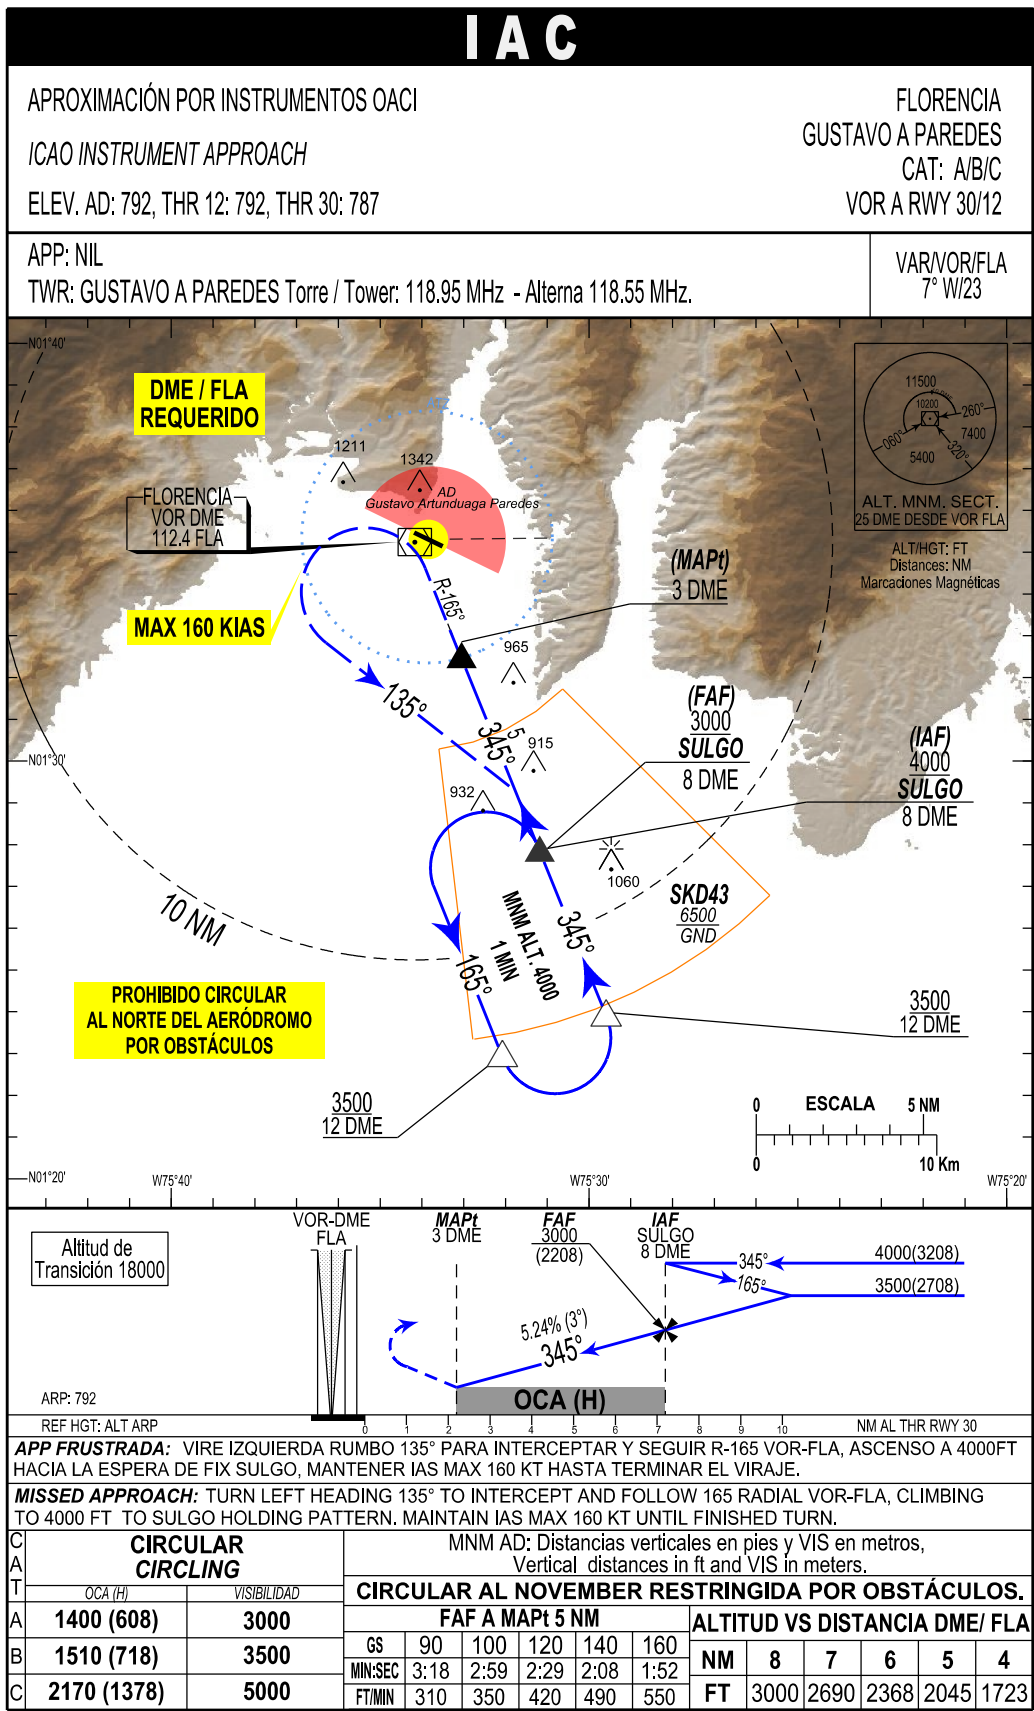 IAC
APROXIMACIÓN POR INSTRUMENTOS OACI
ICAO INSTRUMENT APPROACH
ELEV. AD: 792, THR 12: 792, THR 30: 787
FLORENCIA
GUSTAVO A PAREDES
CAT: A/B/C
VOR A RWY 30/12
APP: NIL
TWR: GUSTAVO A PAREDES Torre / Tower: 118.95 MHz - Alterna 118.55 MHz.
VAR/VOR/FLA
7° W/23
N01°40'
DME / FLA
REQUERIDO
1211
1342
AD
Gustavo Artunduaga Paredes
FLORENCIA
VOR DME
112.4 FLA
11500
10200
260°
060°
7400
320°
5400
ALT. MNM. SECT.
25 DME DESDE VOR FLA
ALT/HGT: FT
Distances: NM
Marcaciones Magnéticas
MAX 160 KIAS
R-165°
(MAPt)
3 DME
965
135°
345°
5
915
932
(FAF)
3000
SULGO
8 DME
(IAF)
4000
SULGO
8 DME
N01°30'
1060
SKD43
6500
GND
10 NM
MNM ALT. 4000
1 MIN
345°
165°
PROHIBIDO CIRCULAR
AL NORTE DEL AERÓDROMO
POR OBSTÁCULOS
3500
12 DME
3500
12 DME
0 ESCALA 5 NM
0 10 Km
N01°20'
W75°40'
W75°30'
W75°20'
Altitud de
Transición 18000
VOR-DME
FLA
MAPt
3 DME
FAF
3000
(2208)
IAF
SULGO
8 DME
345°
4000(3208)
165°
3500(2708)
5.24% (3°)
345°
OCA (H)
ARP: 792
REF HGT: ALT ARP
0 1 2 3 4 5 6 7 8 9 10
NM AL THR RWY 30
APP FRUSTRADA: VIRE IZQUIERDA RUMBO 135° PARA INTERCEPTAR Y SEGUIR R-165 VOR-FLA, ASCENSO A 4000FT
HACIA LA ESPERA DE FIX SULGO, MANTENER IAS MAX 160 KT HASTA TERMINAR EL VIRAJE.
MISSED APPROACH: TURN LEFT HEADING 135° TO INTERCEPT AND FOLLOW 165 RADIAL VOR-FLA, CLIMBING
TO 4000 FT TO SULGO HOLDING PATTERN. MAINTAIN IAS MAX 160 KT UNTIL FINISHED TURN.
CAT
CIRCULAR
CIRCLING
OCA (H) VISIBILIDAD
A 1400 (608) 3000
B 1510 (718) 3500
C 2170 (1378) 5000
MNM AD: Distancias verticales en pies y VIS en metros,
Vertical distances in ft and VIS in meters.
CIRCULAR AL NOVEMBER RESTRINGIDA POR OBSTÁCULOS.
FAF A MAPt 5 NM
GS 90 100 120 140 160
MIN:SEC 3:18 2:59 2:29 2:08 1:52
FT/MIN 310 350 420 490 550
ALTITUD VS DISTANCIA DME/ FLA
NM 8 7 6 5 4
FT 3000 2690 2368 2045 1723